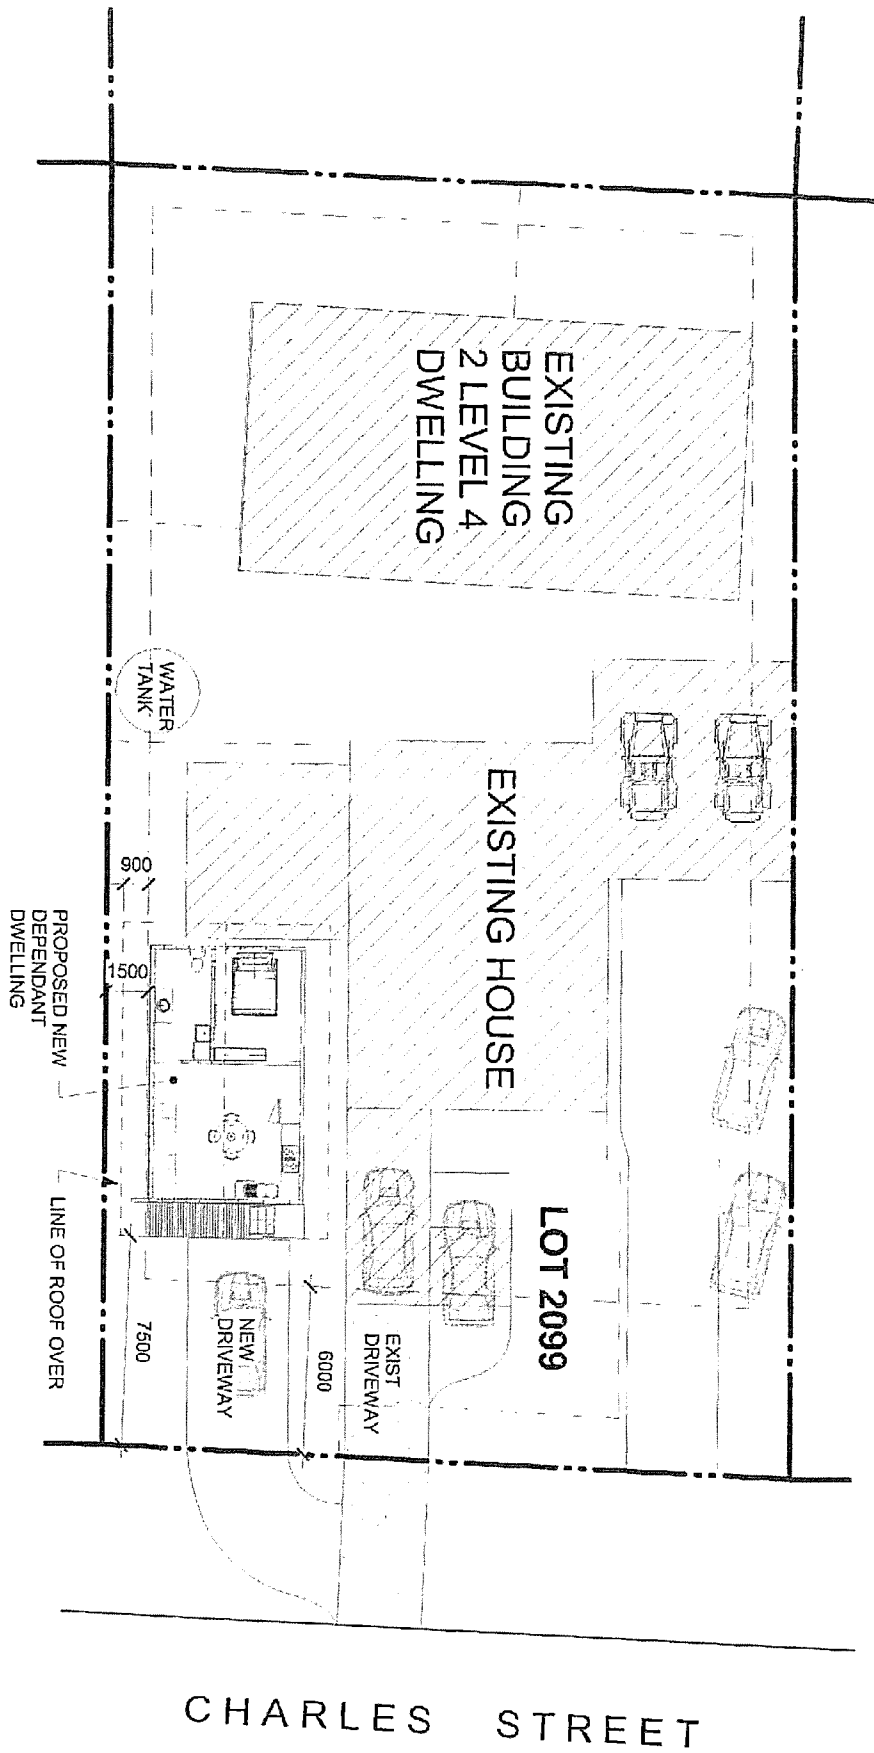 EXISTING
BUILDING
2 LEVEL 4
DWELLING
WATER
TANK
EXISTING HOUSE
900
1500
PROPOSED NEW
DEPENDANT
DWELLING
LINE OF ROOF OVER
LOT 2099
7500
NEW
DRIVEWAY
6000
EXIST
DRIVEWAY
CHARLES STREET